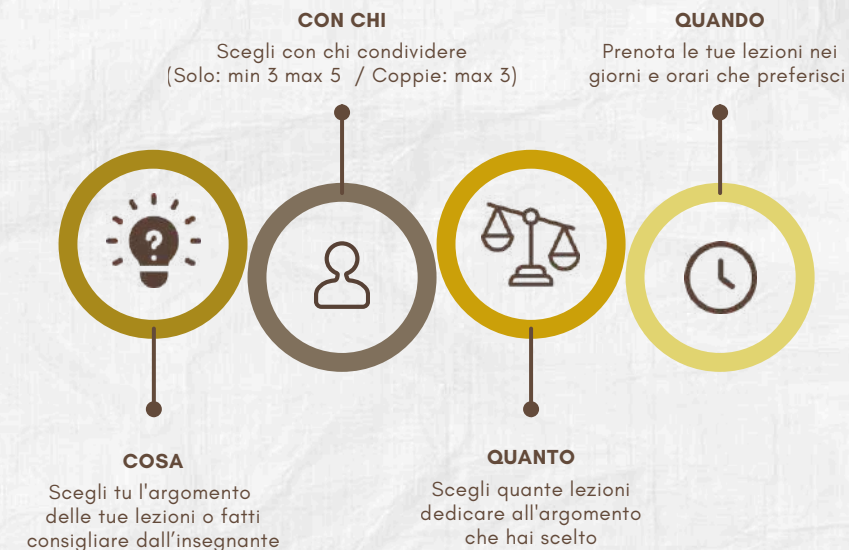 CON CHI
Scegli con chi condividere
(Solo: min 3 max 5 / Coppie: max 3)
QUANDO
Prenota le tue lezioni nei
giorni e orari che preferisci
?
COSA
Scegli tu l'argomento
delle tue lezioni o fatti
consigliare dall’insegnante
QUANTO
Scegli quante lezioni
dedicare all'argomento
che hai scelto